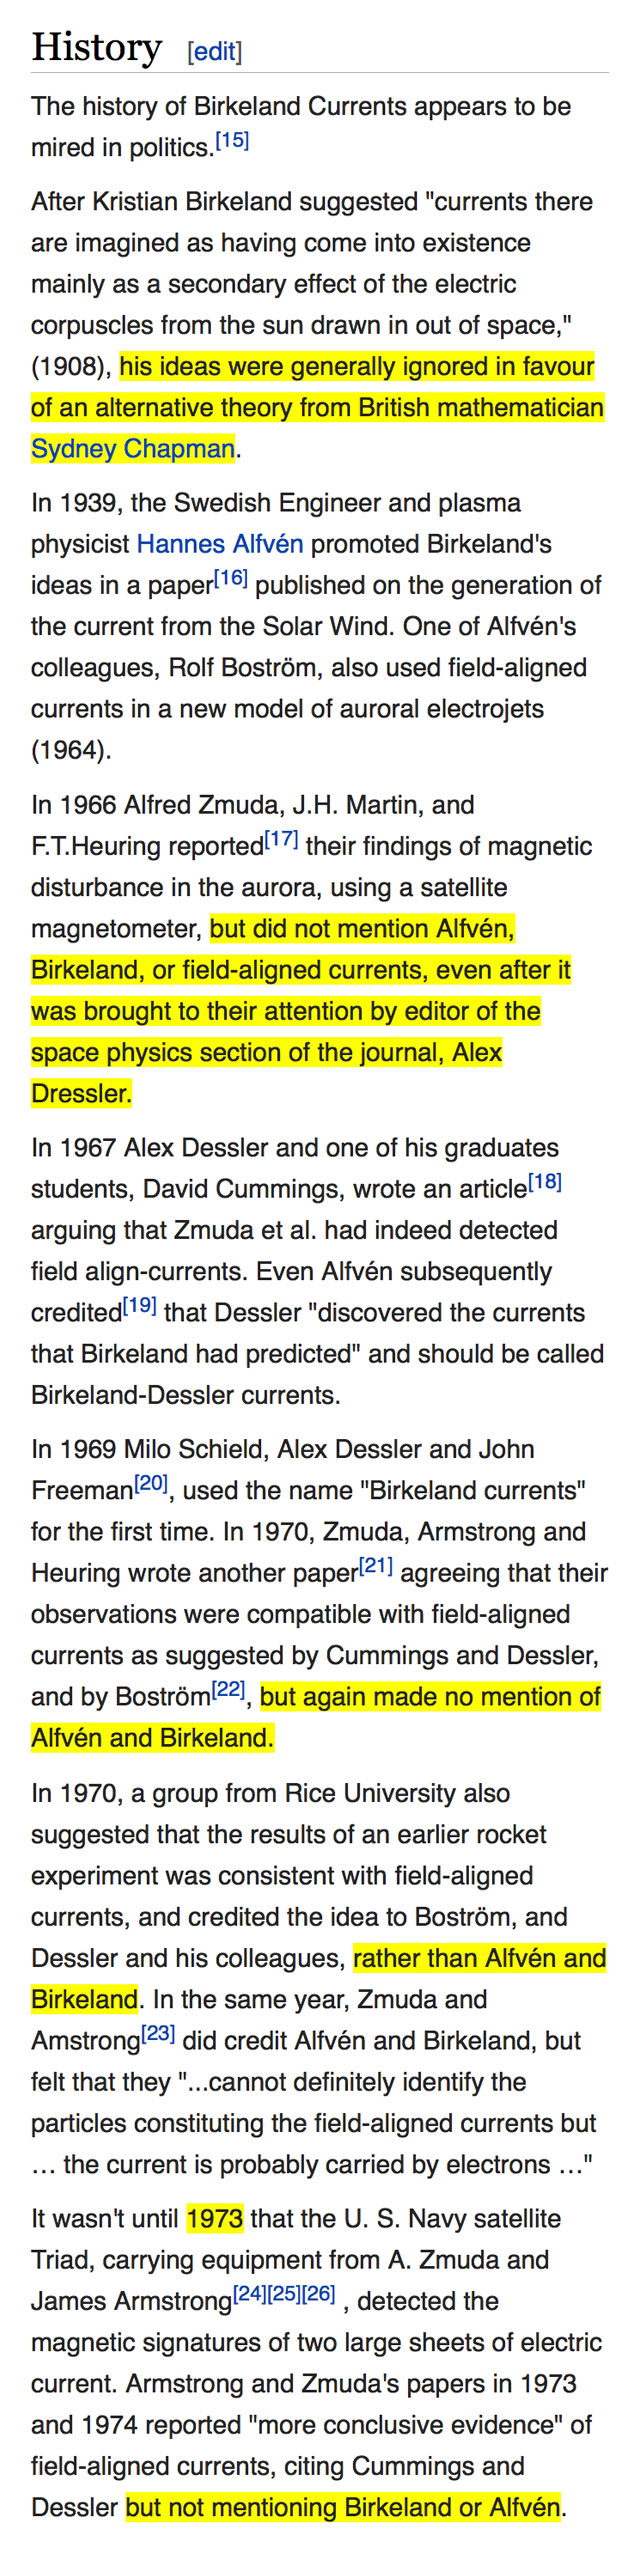 History [edit]
The history of Birkeland Currents appears to be
mired in politics.[15]
After Kristian Birkeland suggested "currents there
are imagined as having come into existence
mainly as a secondary effect of the electric
corpuscles from the sun drawn in out of space,"
(1908), his ideas were generally ignored in favour
of an alternative theory from British mathematician
Sydney Chapman.
In 1939, the Swedish Engineer and plasma
physicist Hannes Alfvén promoted Birkeland's
ideas in a paper[16] published on the generation of
the current from the Solar Wind. One of Alfvén's
colleagues, Rolf Boström, also used field-aligned
currents in a new model of auroral electrojets
(1964).
In 1966 Alfred Zmuda, J.H. Martin, and
F.T.Heuring reported[17] their findings of magnetic
disturbance in the aurora, using a satellite
magnetometer, but did not mention Alfvén,
Birkeland, or field-aligned currents, even after it
was brought to their attention by editor of the
space physics section of the journal, Alex
Dressler.
In 1967 Alex Dessler and one of his graduates
students, David Cummings, wrote an article[18]
arguing that Zmuda et al. had indeed detected
field align-currents. Even Alfvén subsequently
credited[19] that Dessler "discovered the currents
that Birkeland had predicted" and should be called
Birkeland-Dessler currents.
In 1969 Milo Schield, Alex Dessler and John
Freeman[20], used the name "Birkeland currents"
for the first time. In 1970, Zmuda, Armstrong and
Heuring wrote another paper[21] agreeing that their
observations were compatible with field-aligned
currents as suggested by Cummings and Dessler,
and by Boström[22], but again made no mention of
Alfvén and Birkeland.
In 1970, a group from Rice University also
suggested that the results of an earlier rocket
experiment was consistent with field-aligned
currents, and credited the idea to Boström, and
Dessler and his colleagues, rather than Alfvén and
Birkeland. In the same year, Zmuda and
Amstrong[23] did credit Alfvén and Birkeland, but
felt that they "...cannot definitely identify the
particles constituting the field-aligned currents but
… the current is probably carried by electrons …"
It wasn't until 1973 that the U. S. Navy satellite
Triad, carrying equipment from A. Zmuda and
James Armstrong[24][25][26] , detected the
magnetic signatures of two large sheets of electric
current. Armstrong and Zmuda's papers in 1973
and 1974 reported "more conclusive evidence" of
field-aligned currents, citing Cummings and
Dessler but not mentioning Birkeland or Alfvén.